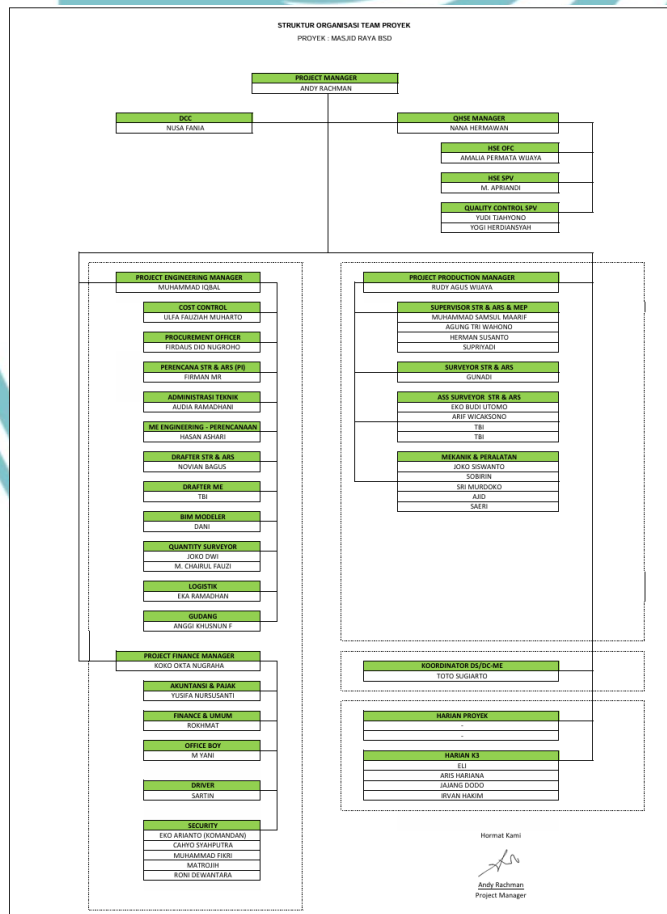 STRUKTUR ORGANISASI TEAM PROYEK
PROYEK : MASJID RAYA BSD
PROJECT MANAGER
ANDY RACHMAN
DCC
NUSA FANIA
QHSE MANAGER
NANA HERMAWAN
HSE OFC
AMALIA PERMATA WIJAYA
HSE SPV
M. APRIANDI
QUALITY CONTROL SPV
YUDI TJAHYONO
YOGI HERDIANSYAH
PROJECT ENGINEERING MANAGER
MUHAMMAD IQBAL
COST CONTROL
ULFA FAUZIAH MUHARTO
PROCUREMENT OFFICER
FIRDAUS DIO NUGROHO
PERENCANA STR & ARS (PI)
FIRMAN MR
ADMINISTRASI TEKNIK
AUDIA RAMADHANI
ME ENGINEERING - PERENCANAAN
HASAN ASHARI
DRAFTER STR & ARS
NOVIAN BAGUS
DRAFTER ME
TBI
BIM MODELER
DANI
QUANTITY SURVEYOR
JOKO DWI
M. CHAIRUL FAUZI
LOGISTIK
EKA RAMADHAN
GUDANG
ANGGI KHUSNUN F
PROJECT FINANCE MANAGER
KOKO OKTA NUGRAHA
AKUNTANSI & PAJAK
YUSIFA NURSUSANTI
FINANCE & UMUM
ROKHMAT
OFFICE BOY
M YANI
DRIVER
SARTIN
SECURITY
EKO ARIANTO (KOMANDAN)
CAHYO SYAHPUTRA
MUHAMMAD FIKRI
MATROJIH
RONI DEWANTARA
PROJECT PRODUCTION MANAGER
RUDY AGUS WIJAYA
SUPERVISOR STR & ARS & MEP
MUHAMMAD SAMSUL MAARIF
AGUNG TRI WAHONO
HERMAN SUSANTO
SUPRIYADI
SURVEYOR STR & ARS
GUNADI
ASS SURVEYOR STR & ARS
EKO BUDI UTOMO
ARIF WICAKSONO
TBI
TBI
MEKANIK & PERALATAN
JOKO SISWANTO
SOBIRIN
SRI MURDOKO
AJID
SAERI
KOORDINATOR DS/DC-ME
TOTO SUGIARTO
HARIAN PROYEK
-
-
HARIAN K3
ELI
ARIS HARIANA
JAJANG DODO
IRVAN HAKIM
Hormat Kami
Andy Rachman
Project Manager